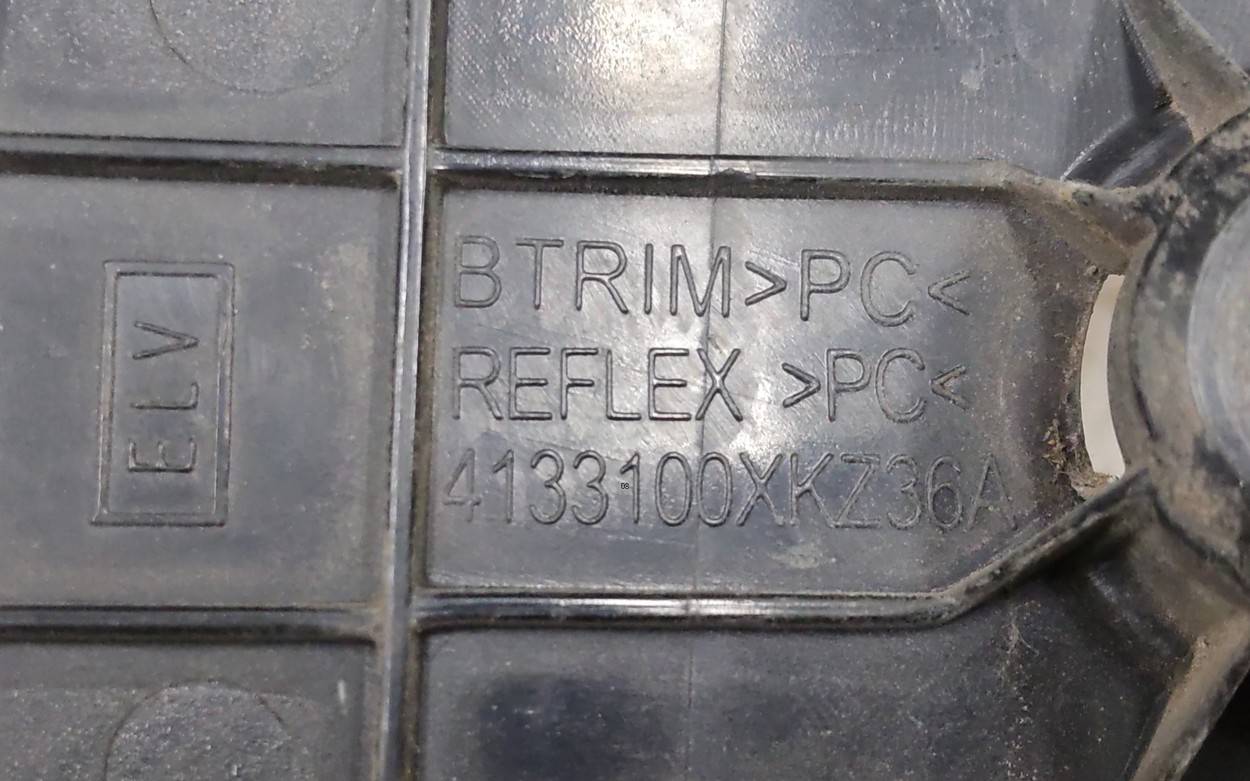 ELV
BTRIM>PC<
REFLEX >PC<
4133100XKZ36A